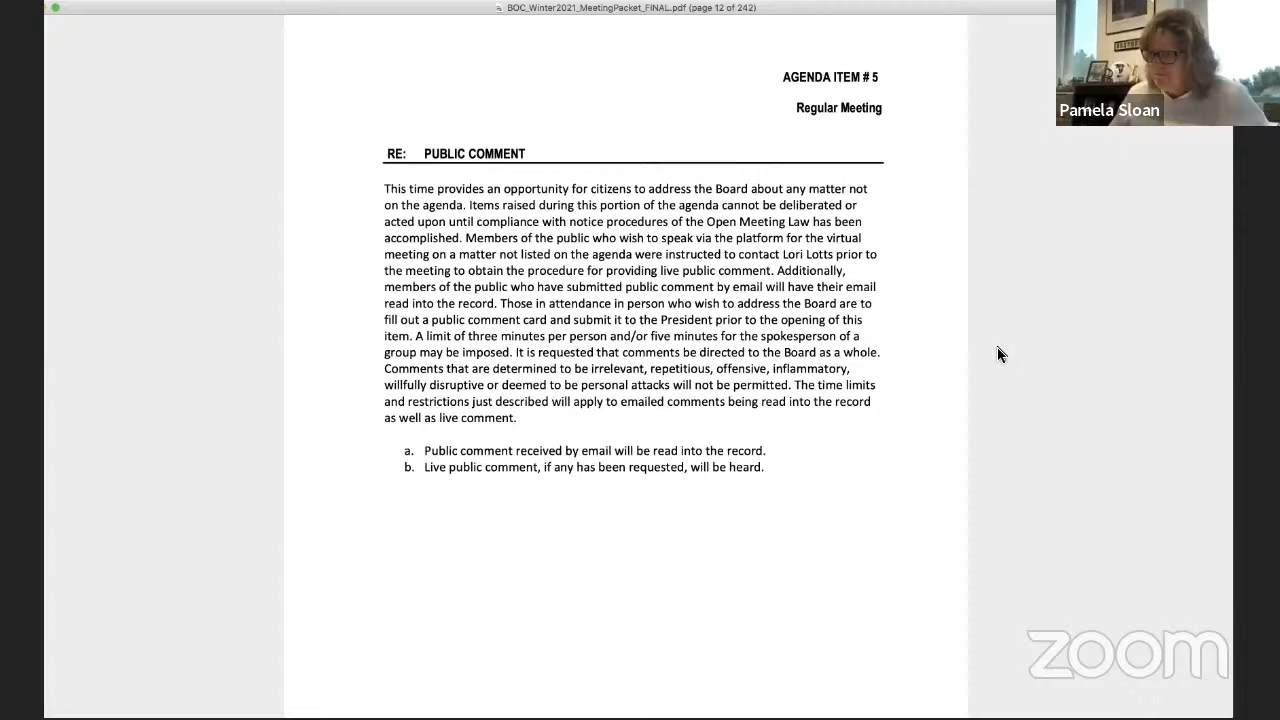 BOC_Winter2021_MeetingPacket_FINAL.pdf (page 12 of 242)
AGENDA ITEM # 5
Regular Meeting
Pamela Sloan
RE: PUBLIC COMMENT
This time provides an opportunity for citizens to address the Board about any matter not
on the agenda. Items raised during this portion of the agenda cannot be deliberated or
acted upon until compliance with notice procedures of the Open Meeting Law has been
accomplished. Members of the public who wish to speak via the platform for the virtual
meeting on a matter not listed on the agenda were instructed to contact Lori Lotts prior to
the meeting to obtain the procedure for providing live public comment. Additionally,
members of the public who have submitted public comment by email will have their email
read into the record. Those in attendance in person who wish to address the Board are to
fill out a public comment card and submit it to the President prior to the opening of this
item. A limit of three minutes per person and/or five minutes for the spokesperson of a
group may be imposed. It is requested that comments be directed to the Board as a whole.
Comments that are determined to be irrelevant, repetitious, offensive, inflammatory,
willfully disruptive or deemed to be personal attacks will not be permitted. The time limits
and restrictions just described will apply to emailed comments being read into the record
as well as live comment.
a. Public comment received by email will be read into the record.
b. Live public comment, if any has been requested, will be heard.
zoom